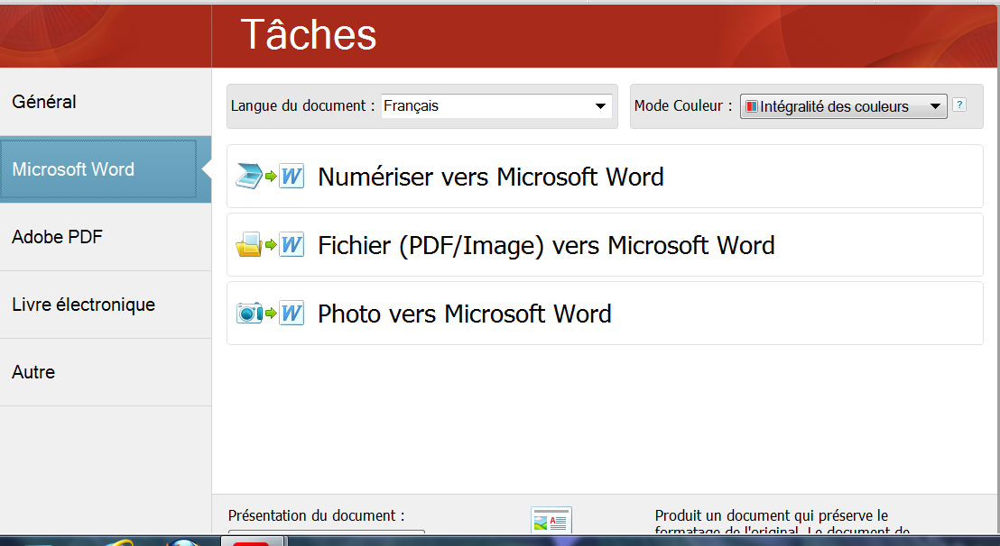 Tâches
Général
Microsoft Word
Adobe PDF
Livre électronique
Autre
Langue du document : Français
Mode Couleur : Intégralité des couleurs ?
Numériser vers Microsoft Word
Fichier (PDF/Image) vers Microsoft Word
Photo vers Microsoft Word
Présentation du document :
Produit un document qui préserve le
formatage de l'original. Le document de